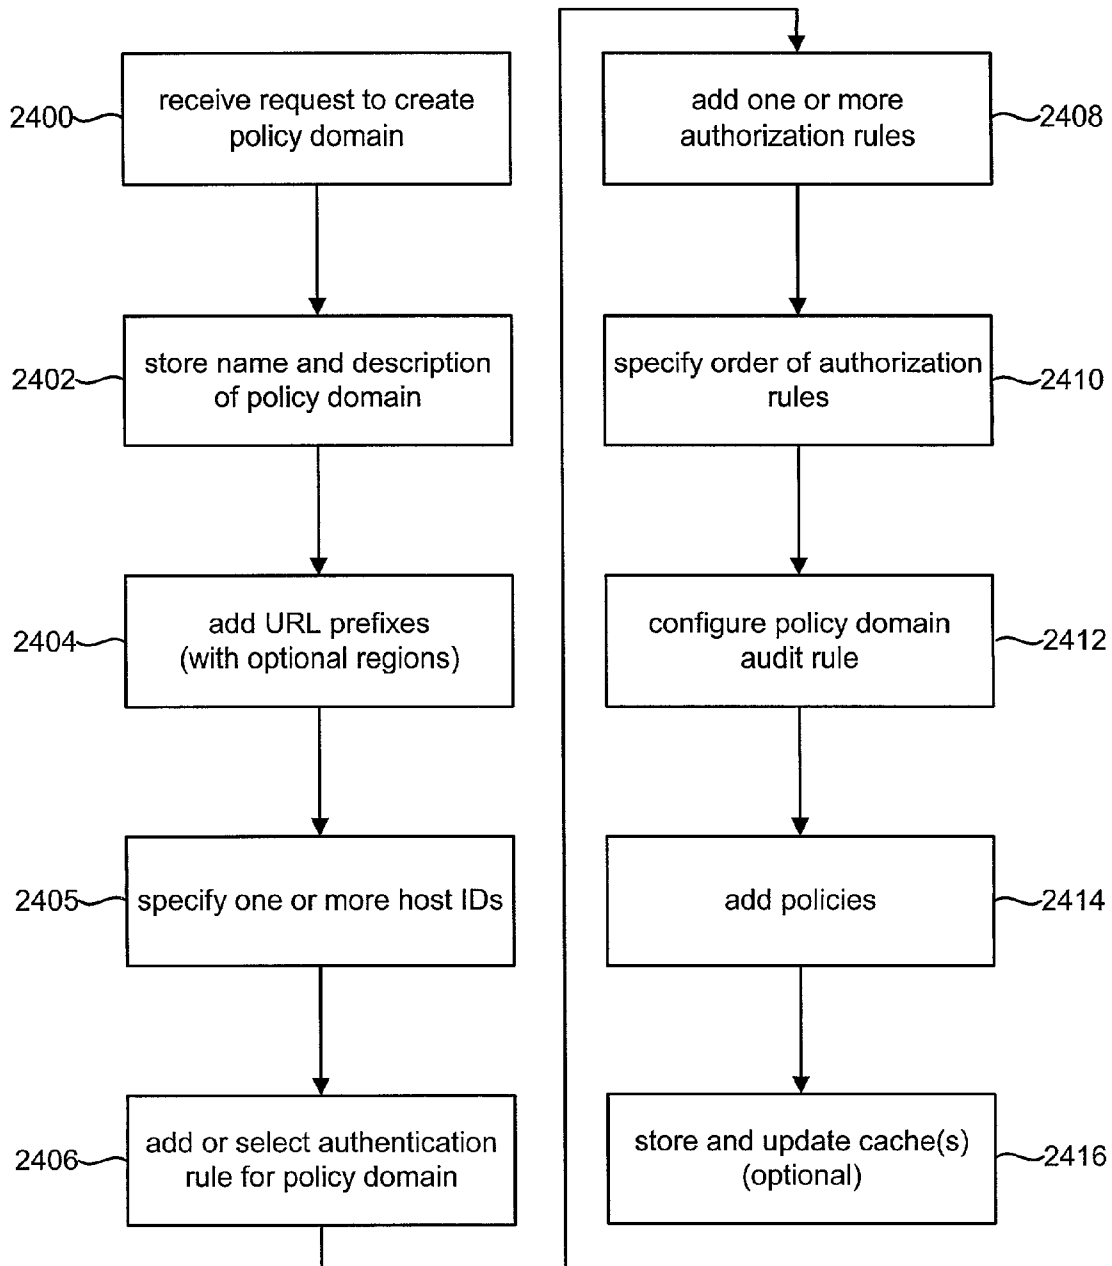 2400
receive request to create
policy domain
2402
store name and description
of policy domain
2404
add URL prefixes
(with optional regions)
2405
specify one or more host IDs
2406
add or select authentication
rule for policy domain
add one or more
authorization rules
2408
specify order of authorization
rules
2410
configure policy domain
audit rule
2412
add policies
2414
store and update cache(s)
(optional)
2416